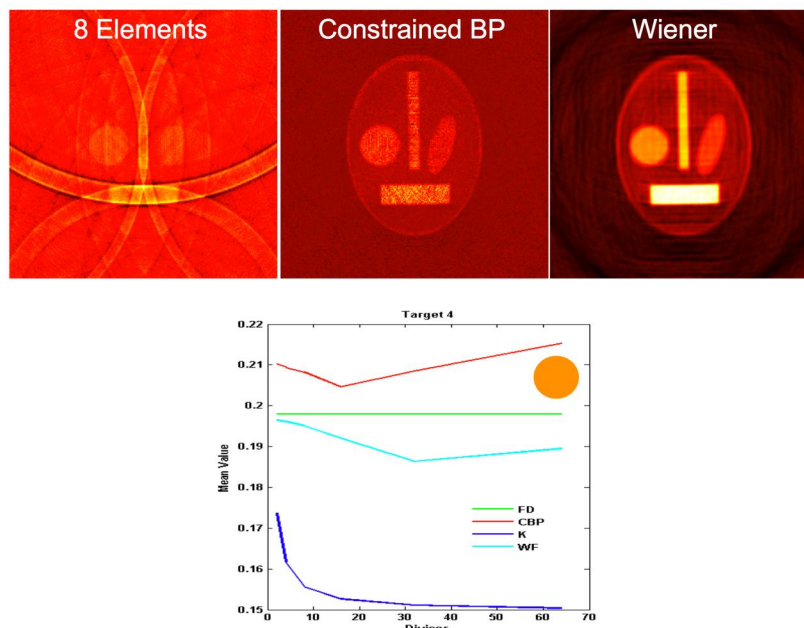 8 Elements
Constrained BP
Wiener
Target 4
0.22
0.21
0.2
0.19
0.18
0.17
0.16
0.15
Mean Value
FD
CBP
K
WF
0 10 20 30 40 50 60 70